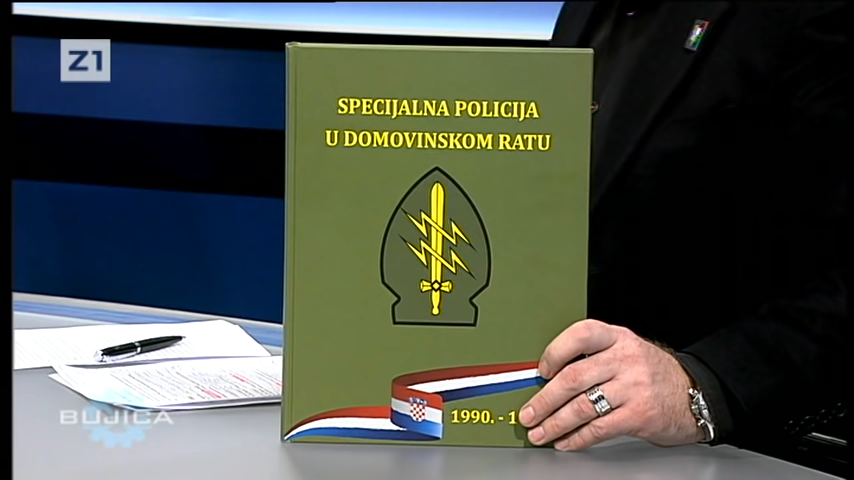 Z1
SPECIJALNA POLICIJA
U DOMOVINSKOM RATU
1990. - 1
BUJICA